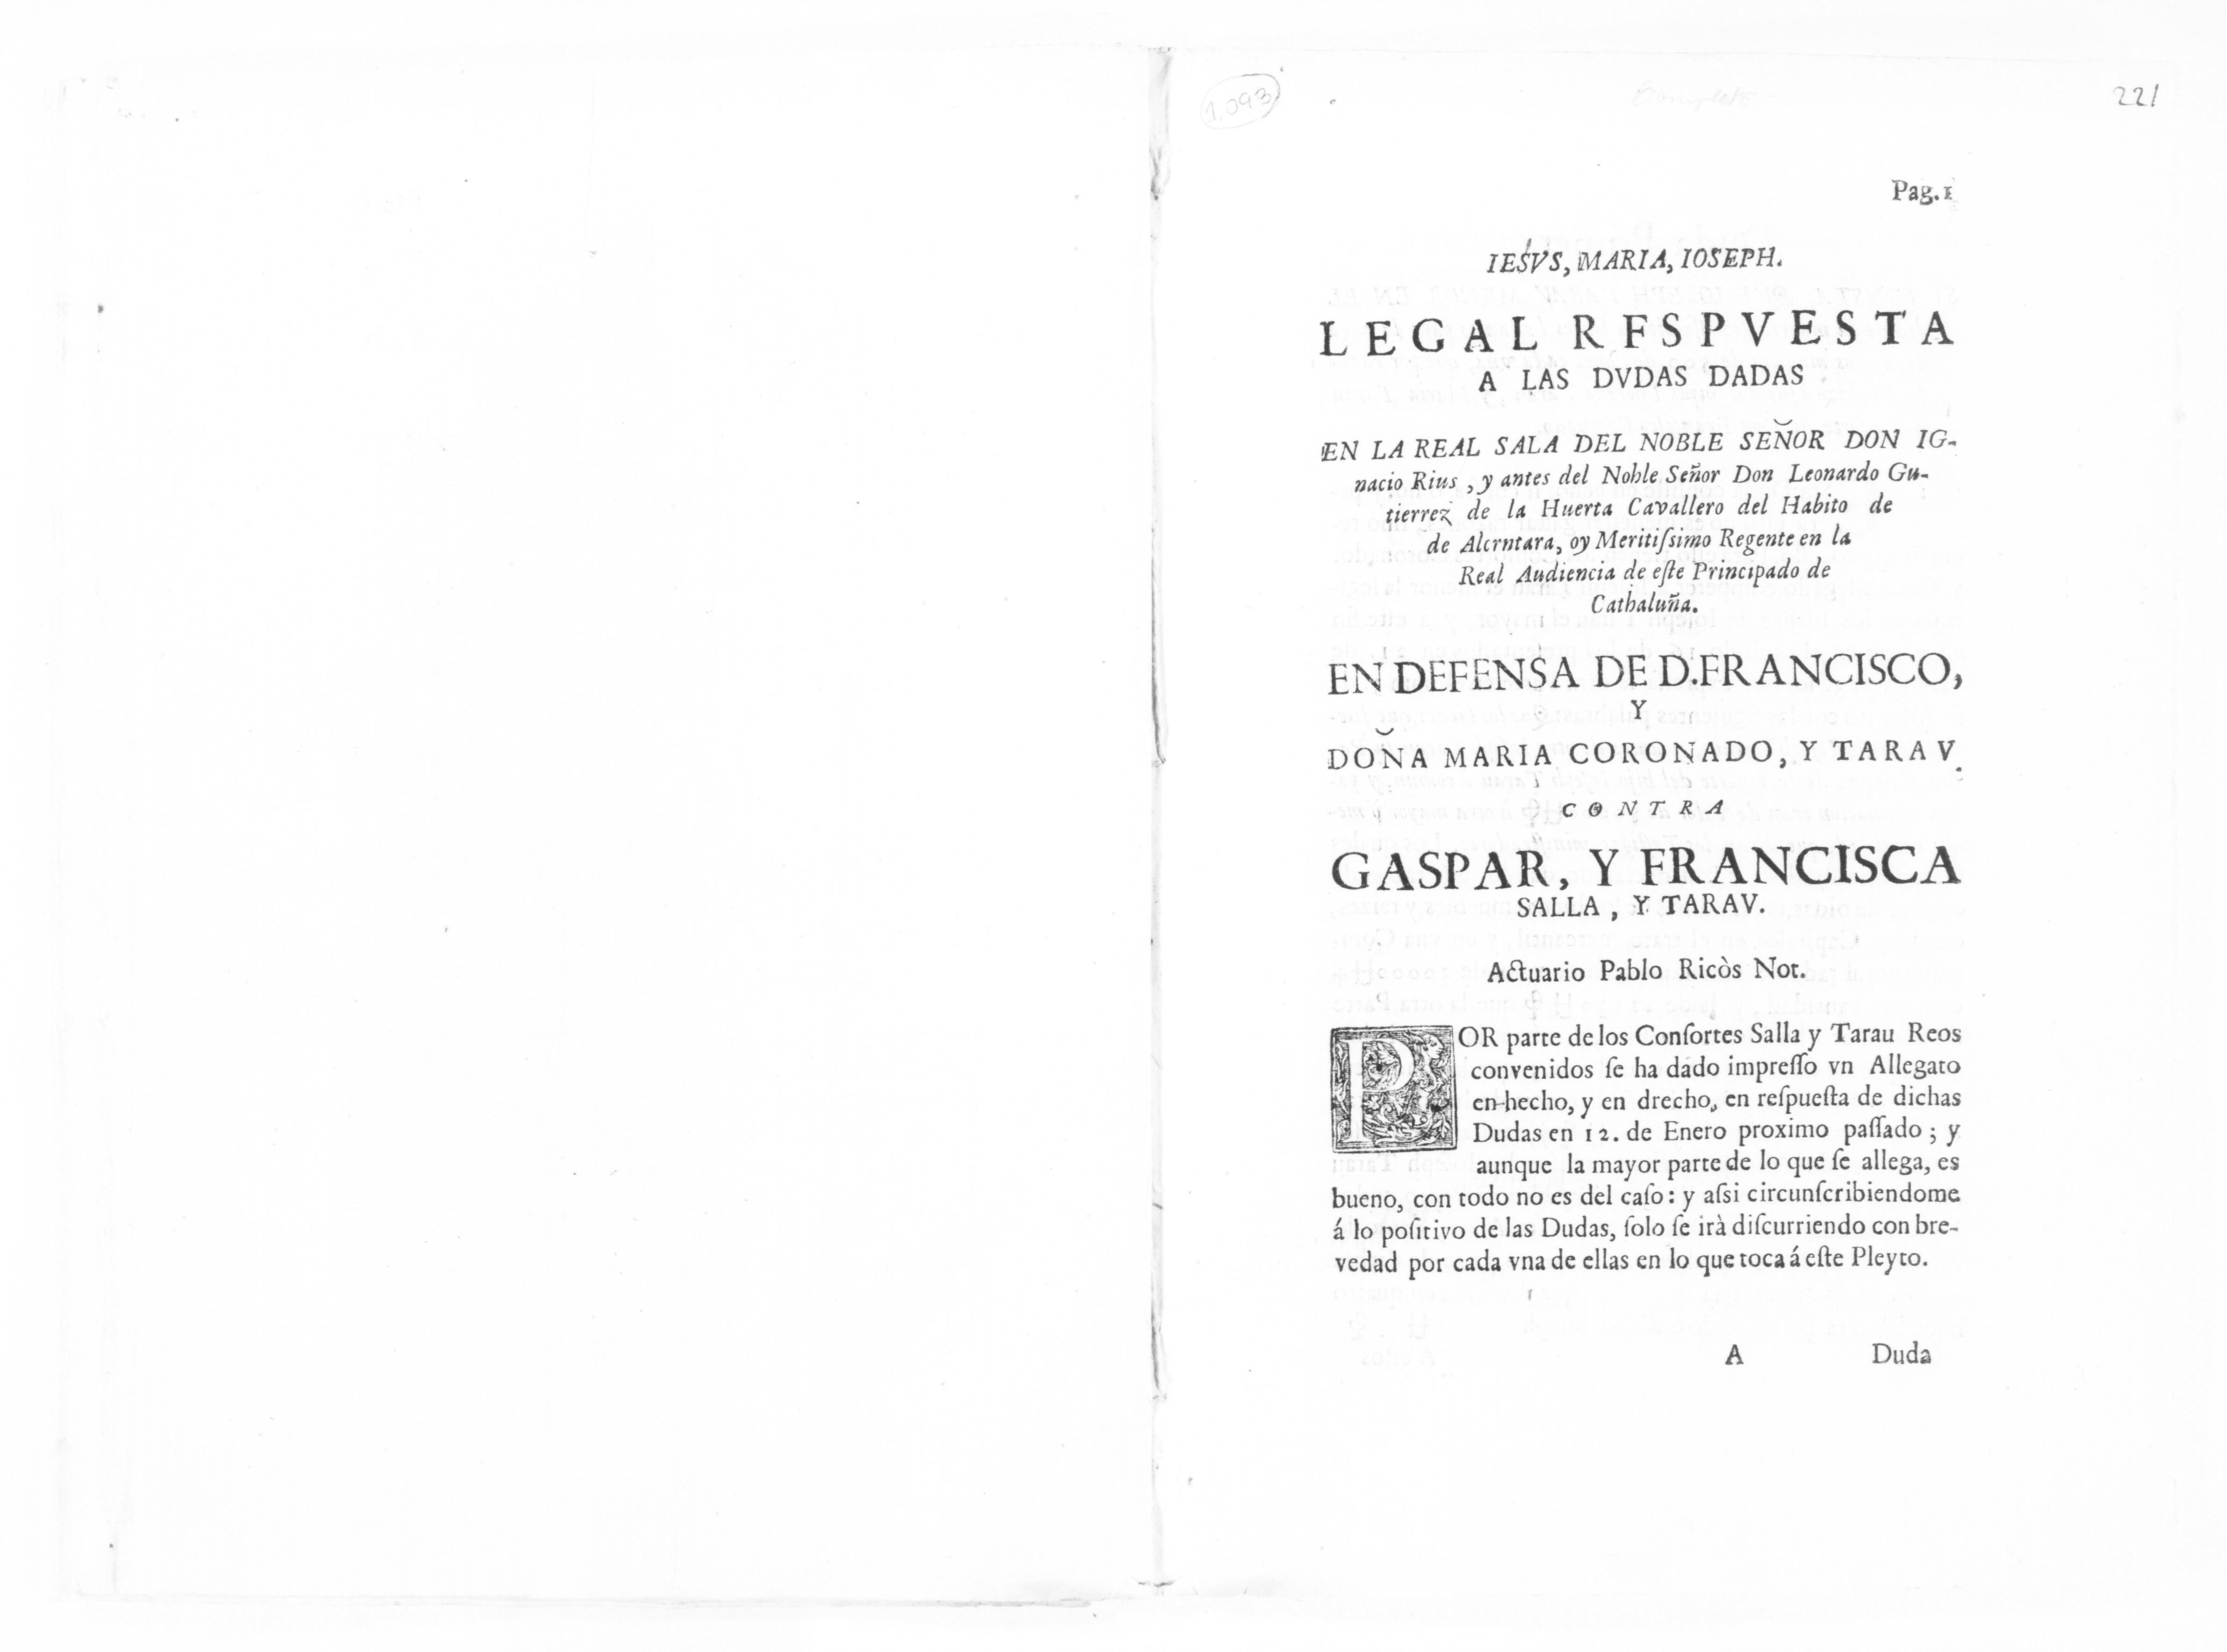 1.093
221
Pag.1
IESVS, MARIA, IOSEPH.
LEGAL RFSPVESTA
A LAS DVDAS DADAS
EN LA REAL SALA DEL NOBLE SEÑOR DON IG-
nacio Rius, y antes del Noble Señor Don Leonardo Gu-
tierrez de la Huerta Cavallero del Habito de
de Alcrntara, oy Meritiſsimo Regente en la
Real Audiencia de eſte Principado de
Cathaluña.
EN DEFENSA DE D.FRANCISCO,
Y
DOÑA MARIA CORONADO, Y TARAV.
CONTRA
GASPAR, Y FRANCISCA
SALLA, Y TARAV.
Actuario Pablo Ricòs Not.
POR parte de los Conſortes Salla y Tarau Reos
convenidos ſe ha dado impreſſo vn Allegato
en hecho, y en drecho, en reſpueſta de dichas
Dudas en 12. de Enero proximo paſſado; y
aunque la mayor parte de lo que ſe allega, es
bueno, con todo no es del caſo: y aſsi circunſcribiendome
á lo poſitivo de las Dudas, ſolo ſe irà diſcurriendo con bre-
vedad por cada vna de ellas en lo que toca á eſte Pleyto.
A Duda